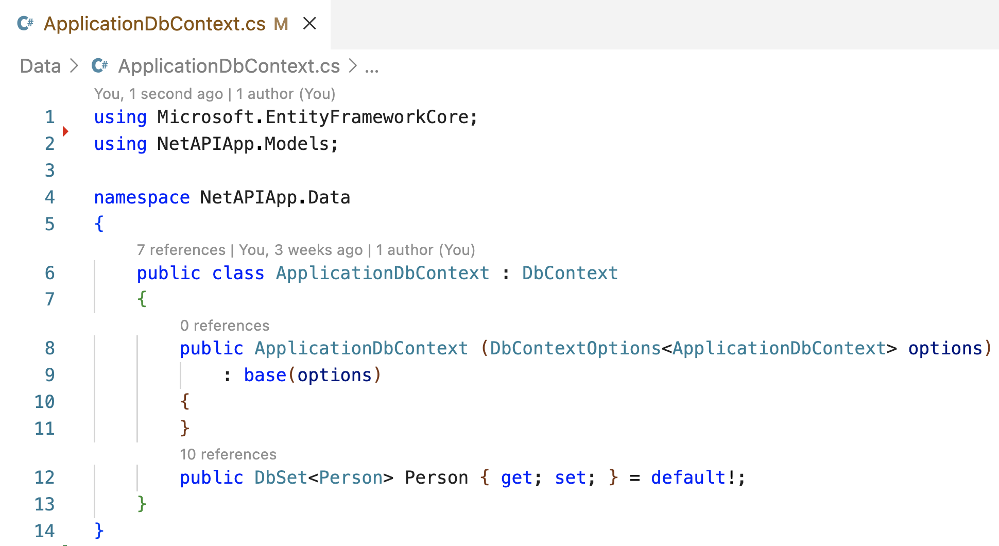 C# ApplicationDbContext.cs M
Data > C# ApplicationDbContext.cs > ...
You, 1 second ago | 1 author (You)
1 using Microsoft.EntityFrameworkCore;
2 using NetAPIApp.Models;
3
4 namespace NetAPIApp.Data
5 {
7 references | You, 3 weeks ago | 1 author (You)
6 public class ApplicationDbContext : DbContext
7 {
0 references
8 public ApplicationDbContext (DbContextOptions<ApplicationDbContext> options)
9 : base(options)
10 {
11 }
10 references
12 public DbSet<Person> Person { get; set; } = default!;
13 }
14 }